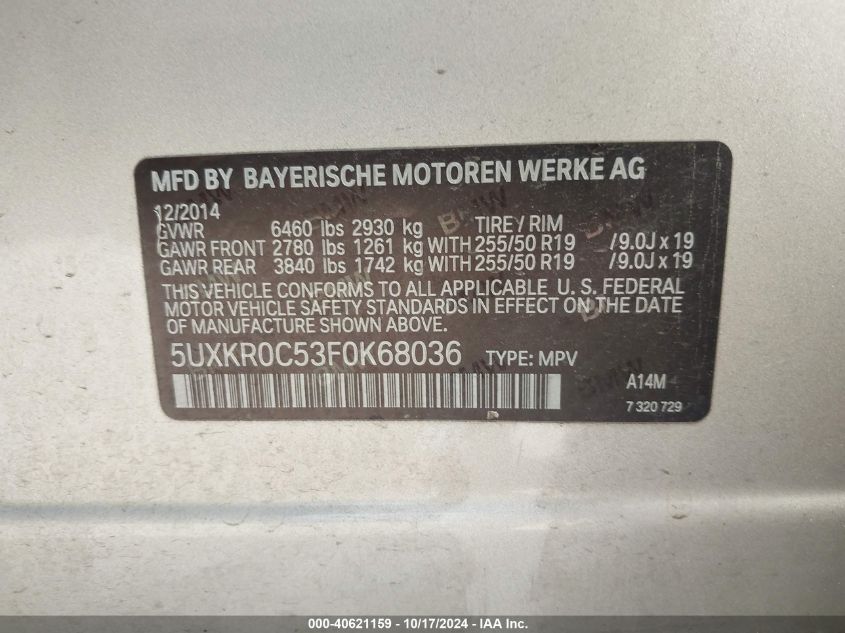 MFD BY BAYERISCHE MOTOREN WERKE AG
12/2014
GVWR 6460 lbs 2930 kg TIRE / RIM
GAWR FRONT 2780 lbs 1261 kg WITH 255/50 R19 /9.0J x 19
GAWR REAR 3840 lbs 1742 kg WITH 255/50 R19 /9.0J x 19
THIS VEHICLE CONFORMS TO ALL APPLICABLE U. S. FEDERAL
MOTOR VEHICLE SAFETY STANDARDS IN EFFECT ON THE DATE
OF MANUFACTURE SHOWN ABOVE.
5UXKR0C53F0K68036 TYPE: MPV
A14M
7 320 729
000-40621159 - 10/17/2024 - IAA Inc.